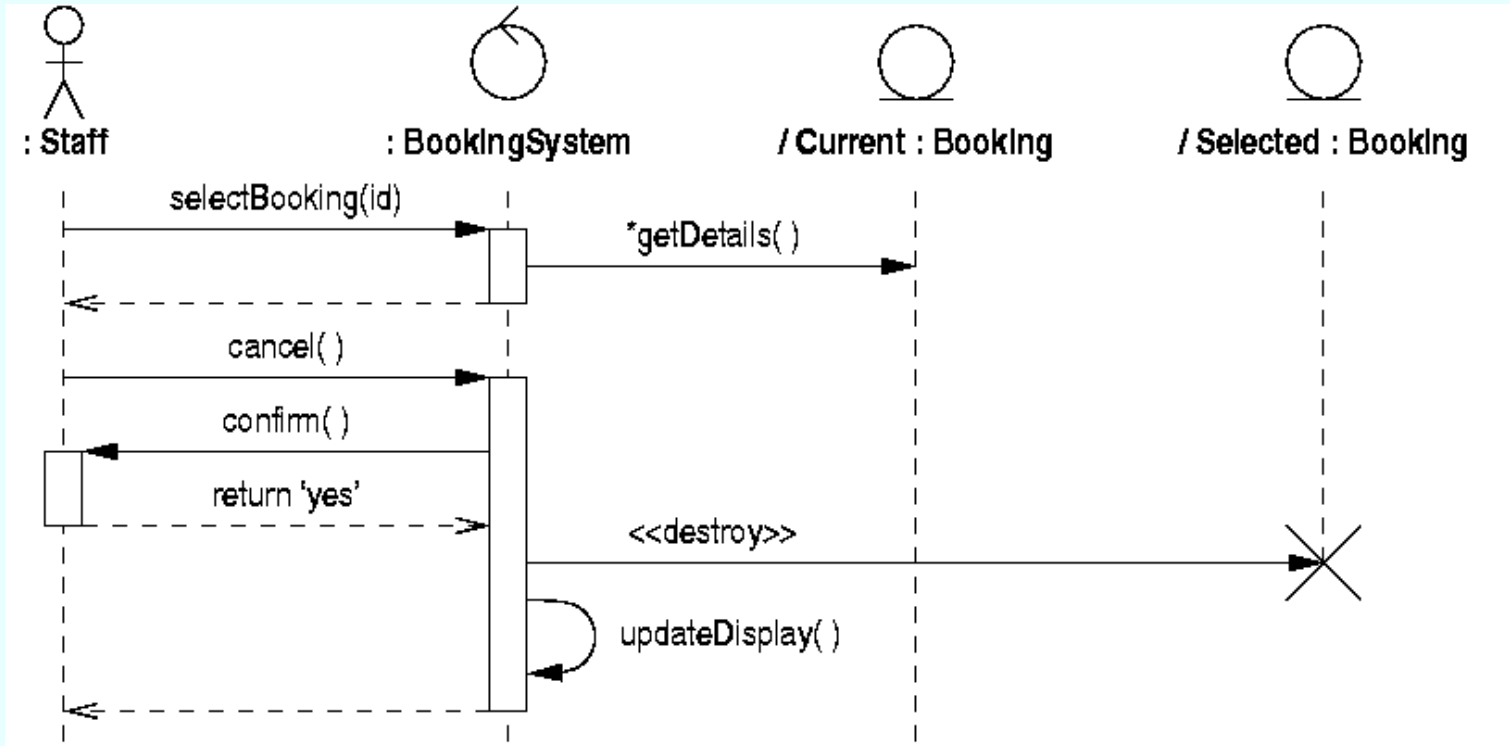 : Staff
: BookingSystem
/ Current : Booking
/ Selected : Booking
selectBooking(id)
*getDetails( )
cancel( )
confirm( )
return ‘yes’
<<destroy>>
updateDisplay( )